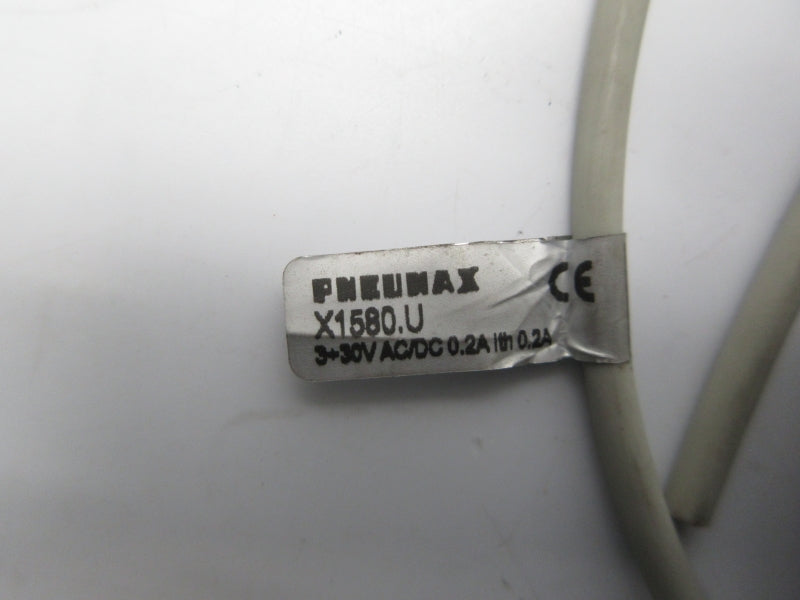 PNEUMAX CE
X1580.U
3÷30V AC/DC 0.2A Ith 0.2A